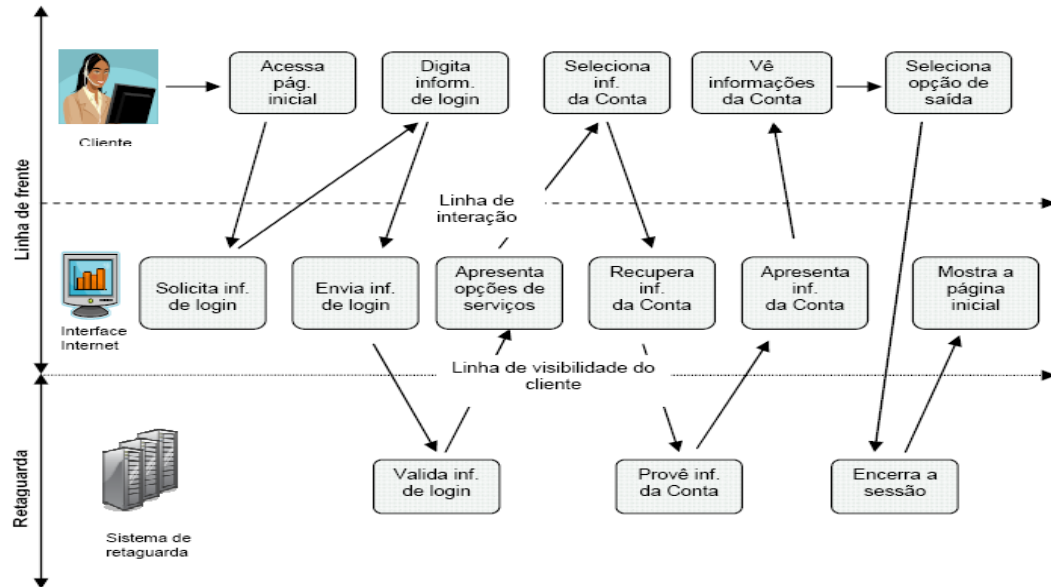 Linha de frente
Cliente
Acessa
pág.
inicial
Digita
inform.
de login
Seleciona
inf.
da Conta
Vê
informações
da Conta
Seleciona
opção de
saída
Linha de
interação
Interface
Internet
Solicita inf.
de login
Envia inf.
de login
Apresenta
opções de
serviços
Recupera
inf.
da Conta
Apresenta
inf.
da Conta
Mostra a
página
inicial
Linha de visibilidade do
cliente
Retaguarda
Sistema de
retaguarda
Valida inf.
de login
Provê inf.
da Conta
Encerra a
sessão